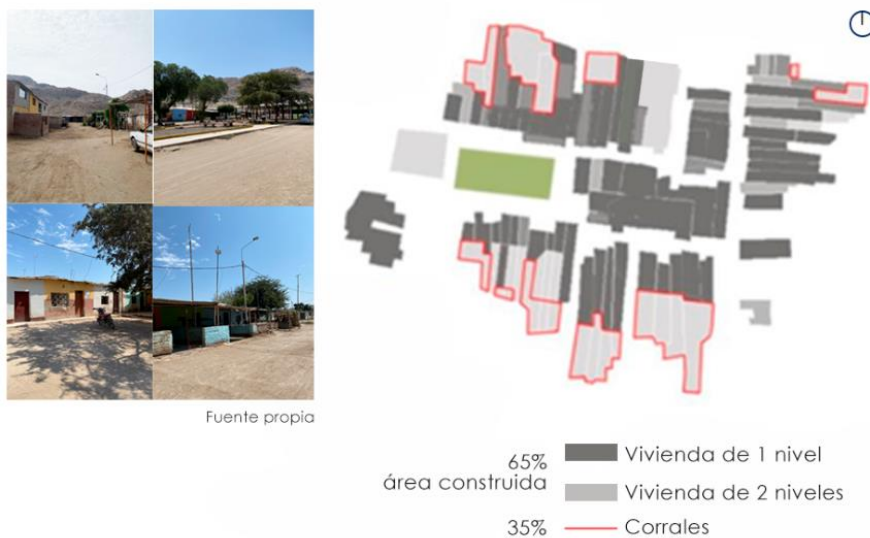 Fuente propia
65%
área construida
Vivienda de 1 nivel
Vivienda de 2 niveles
35%
Corrales